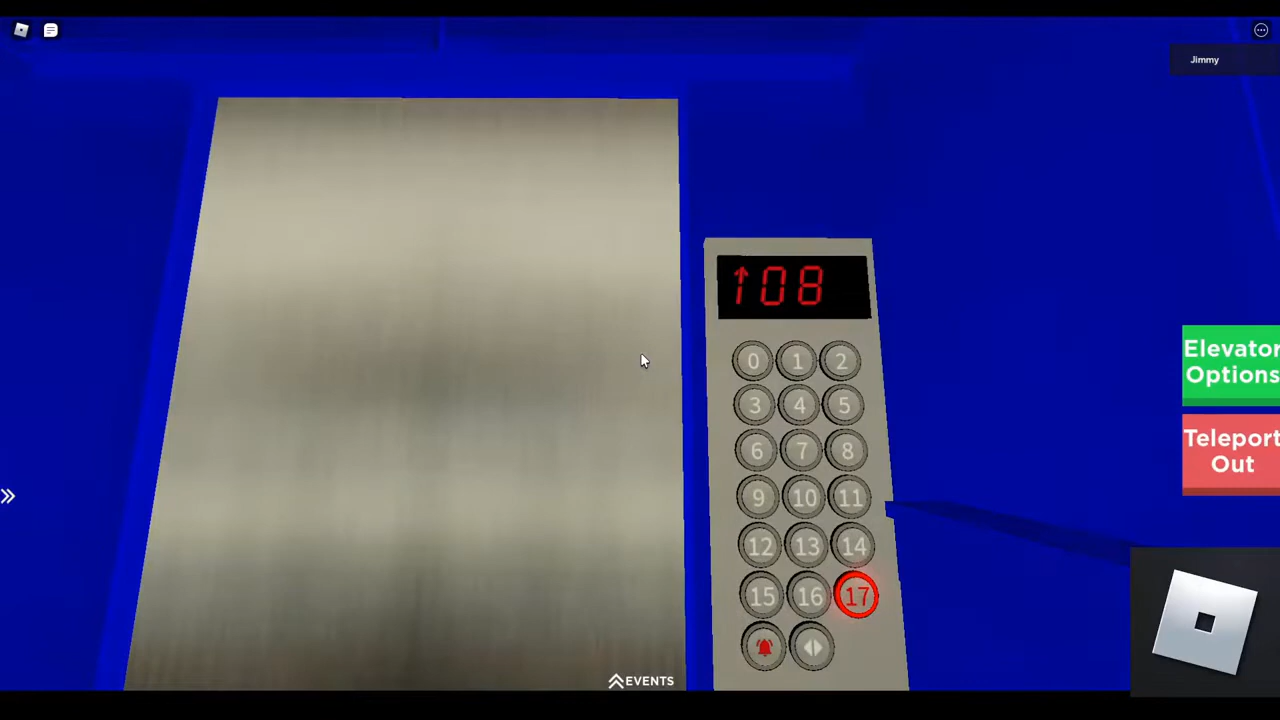 Jimmy
↑08
0 1 2
3 4 5
6 7 8
9 10 11
12 13 14
15 16 17
Elevator
Options
Teleport
Out
EVENTS